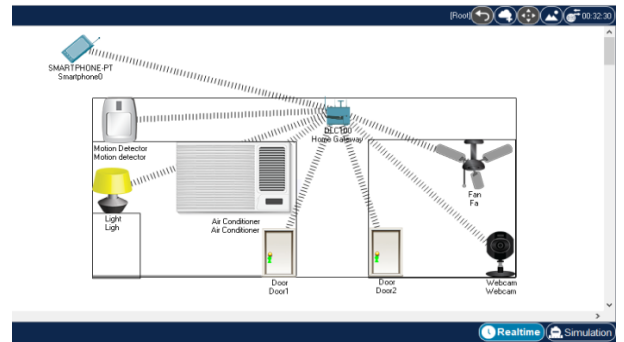 [Root]
00:32:30
SMARTPHONE-PT
Smartphone0
DLC100
Home Gateway
Motion Detector
Motion detector
Light
Ligh
Air Conditioner
Air Conditioner
Fan
Fa
Door
Door1
Door
Door2
Webcam
Webcam
Realtime
Simulation